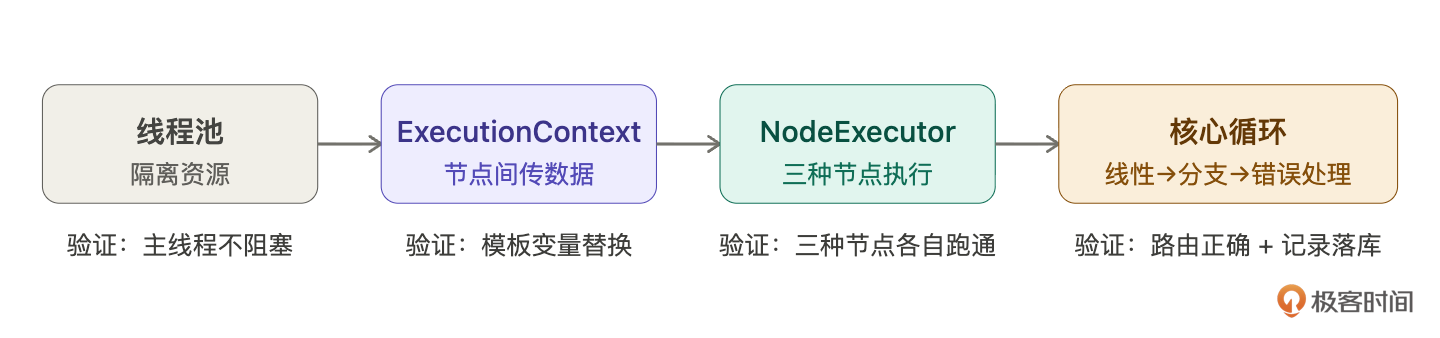 线程池
隔离资源
验证：主线程不阻塞
ExecutionContext
节点间传数据
验证：模板变量替换
NodeExecutor
三种节点执行
验证：三种节点各自跑通
核心循环
线性→分支→错误处理
验证：路由正确 + 记录落库
极客时间